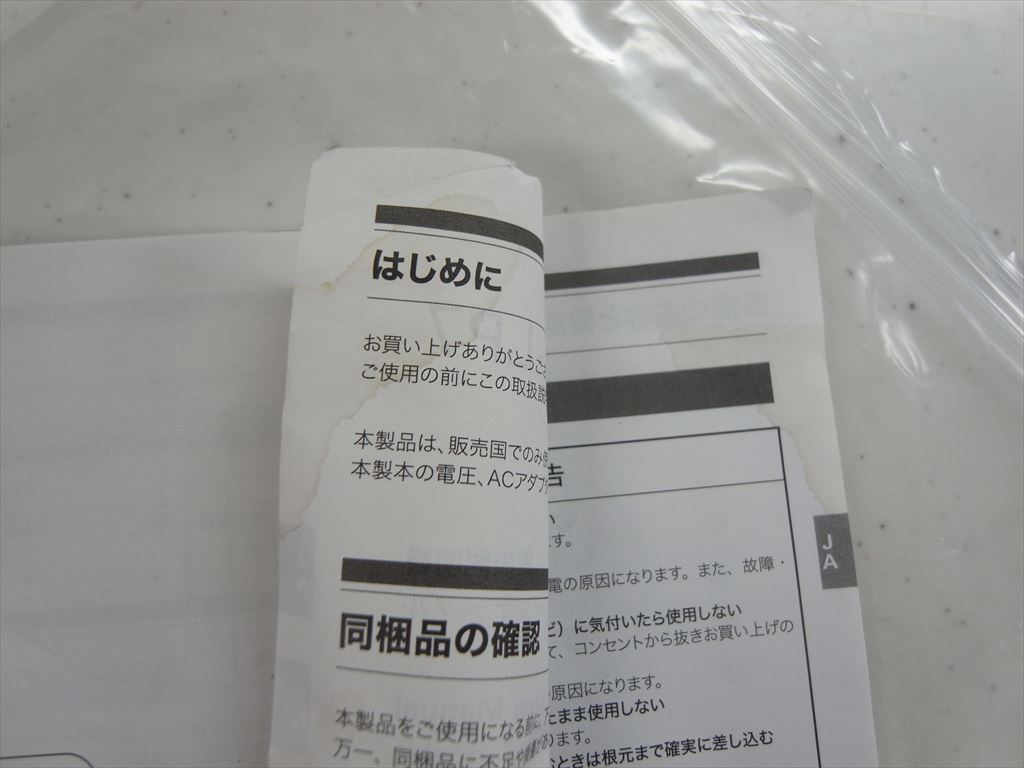 はじめに
お買い上げありがとうご
ご使用の前にこの取扱説
本製品は、販売国でのみ使
本製本の電圧、ACアダプ
同梱品の確認
本製品をご使用になる前に
万一、同梱品に不足や
告
い
ます。
電の原因になります。また、故障・
ど）に気付いたら使用しない
て、コンセントから抜きお買い上げの
原因になります。
たまま使用しない
ります。
むときは根元まで確実に差し込む
JA